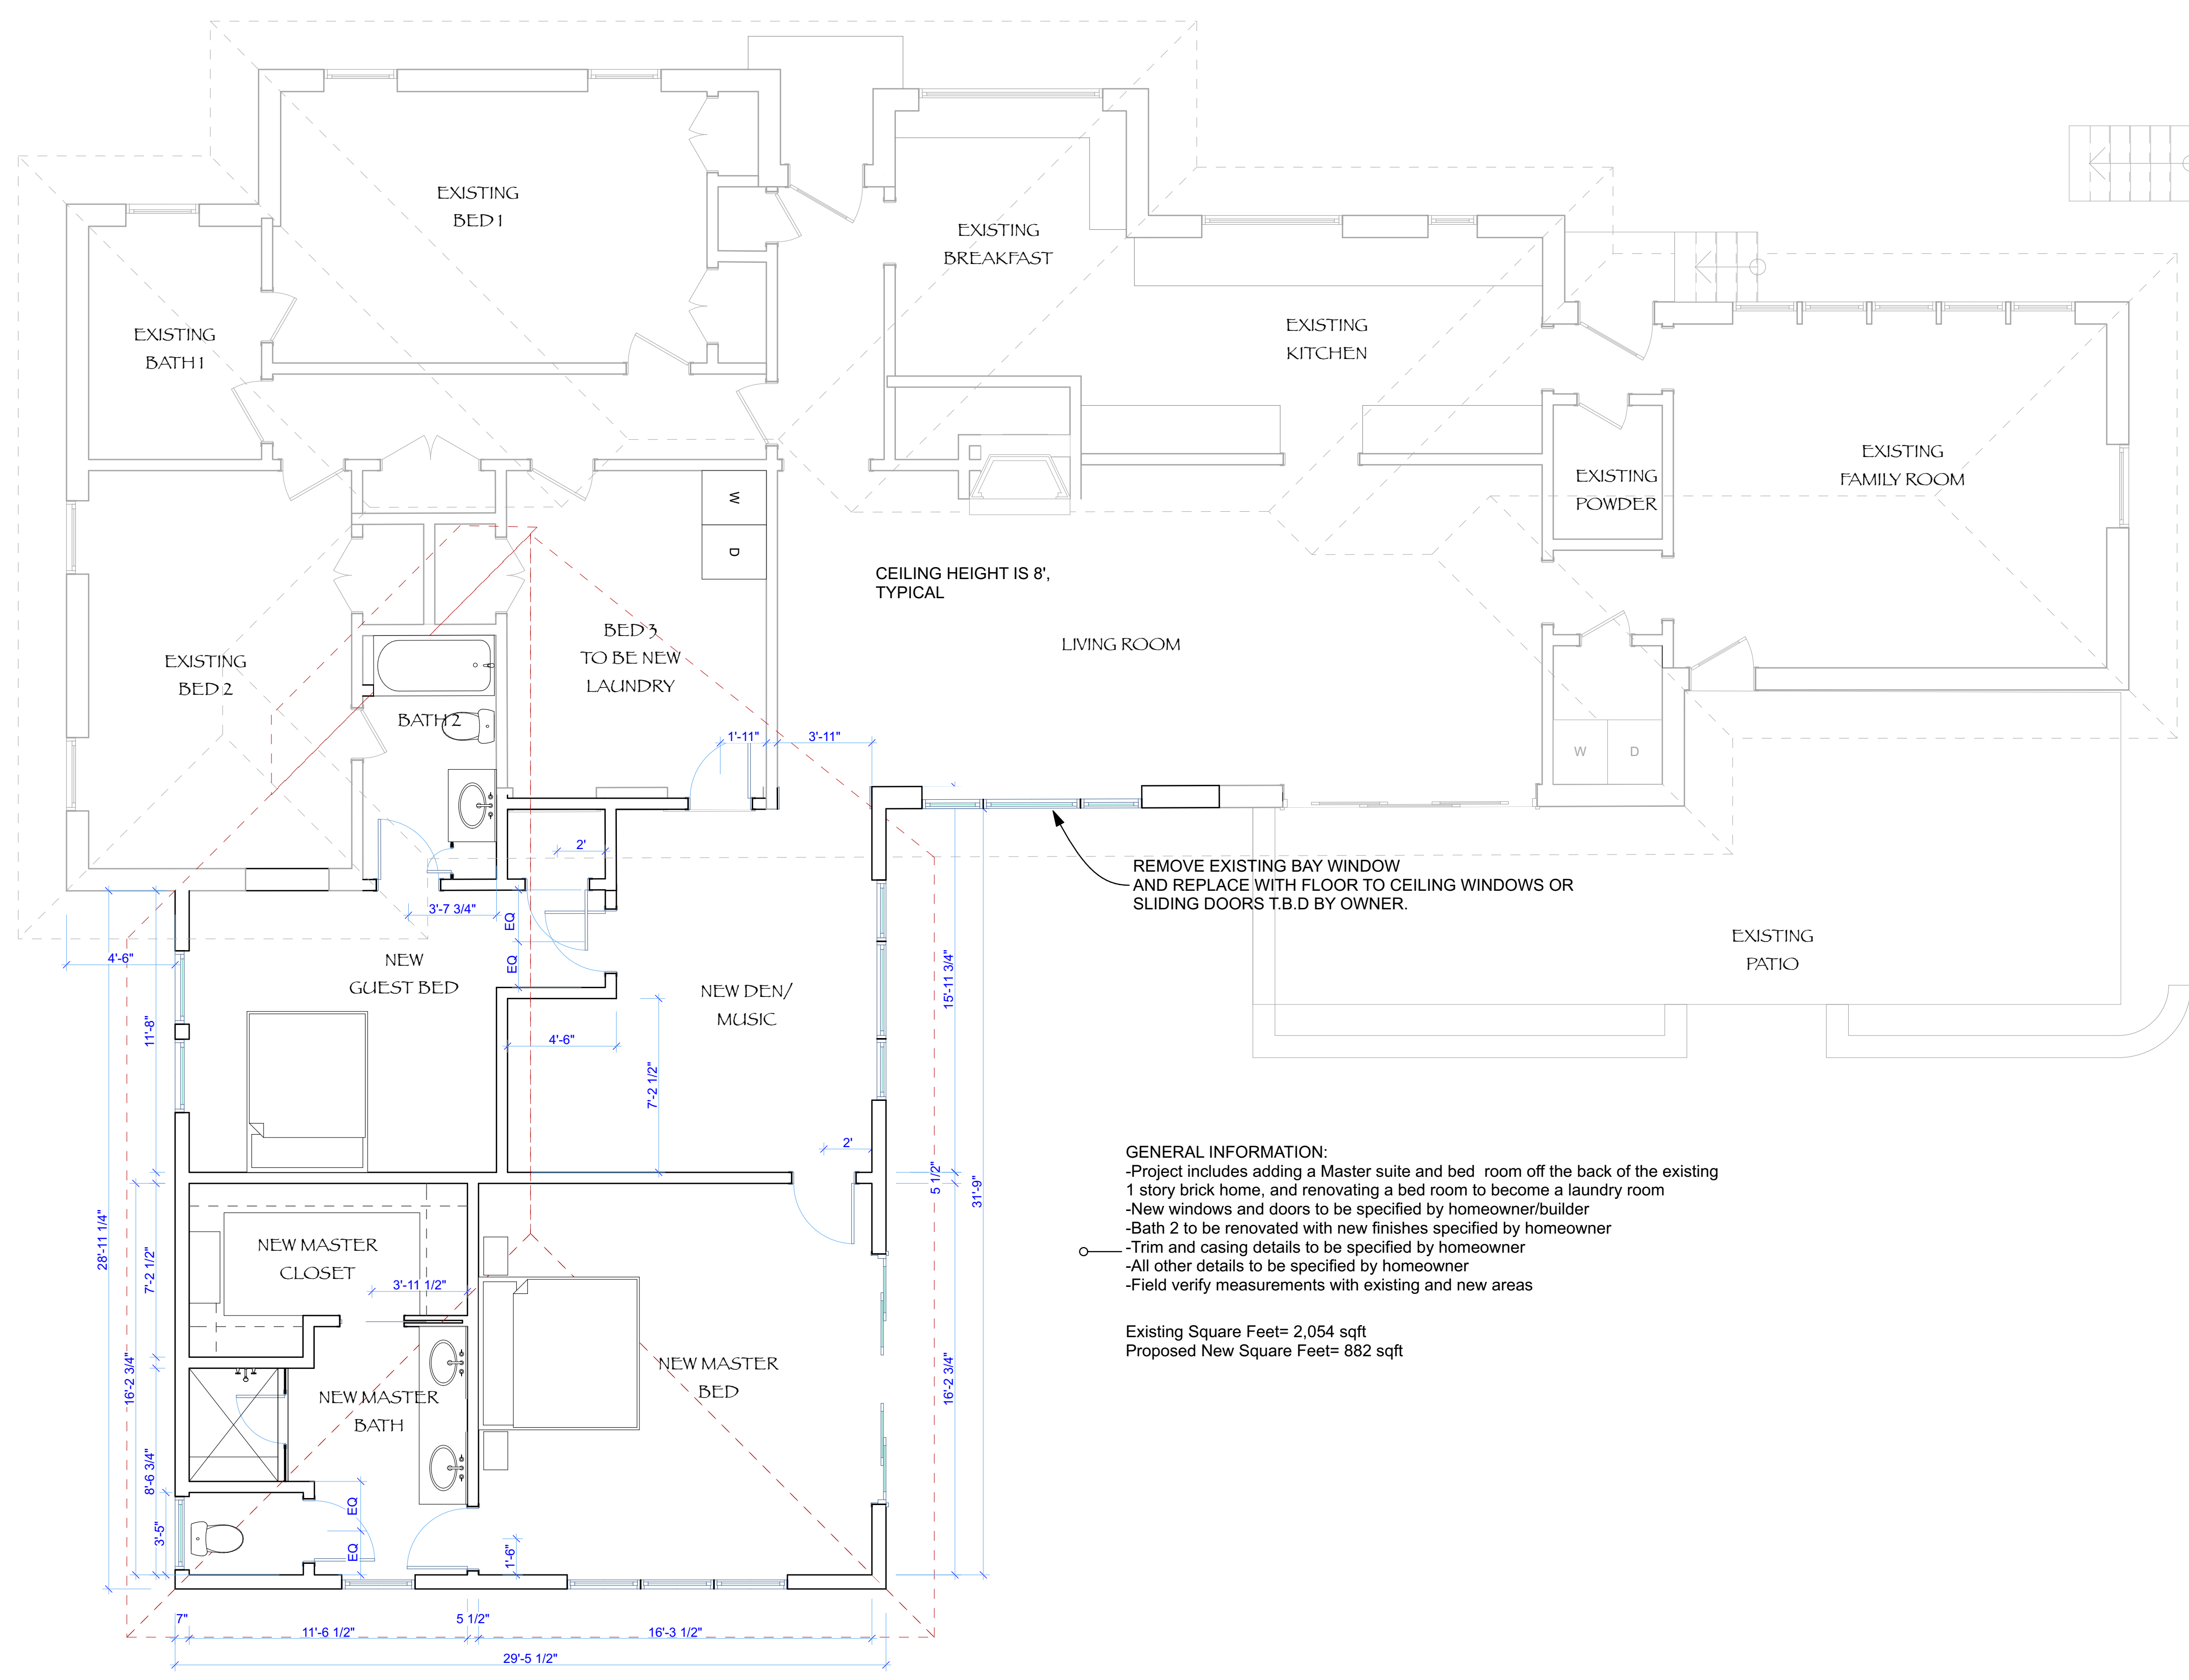 EXISTING
BED 1
EXISTING
BREAKFAST
EXISTING
BATH 1
EXISTING
KITCHEN
EXISTING
FAMILY ROOM
EXISTING
POWDER
W
D
CEILING HEIGHT IS 8',
TYPICAL
BED 3
TO BE NEW
LAUNDRY
LIVING ROOM
EXISTING
BED 2
BATH 2
W
D
1'-11"
3'-11"
2'
REMOVE EXISTING BAY WINDOW
AND REPLACE WITH FLOOR TO CEILING WINDOWS OR
SLIDING DOORS T.B.D BY OWNER.
3'-7 3/4"
EQ
EQ
4'-6"
NEW
GUEST BED
EXISTING
PATIO
NEW DEN/
MUSIC
15'-11 3/4"
11'-8"
4'-6"
7'-2 1/2"
2'
5 1/2"
31'-9"
GENERAL INFORMATION:
-Project includes adding a Master suite and bed room off the back of the existing
1 story brick home, and renovating a bed room to become a laundry room
-New windows and doors to be specified by homeowner/builder
-Bath 2 to be renovated with new finishes specified by homeowner
-Trim and casing details to be specified by homeowner
-All other details to be specified by homeowner
-Field verify measurements with existing and new areas
Existing Square Feet= 2,054 sqft
Proposed New Square Feet= 882 sqft
28'-11 1/4"
7'-2 1/2"
NEW MASTER
CLOSET
3'-11 1/2"
16'-2 3/4"
16'-2 3/4"
NEW MASTER
BED
NEW MASTER
BATH
8'-6 3/4"
3'-5"
EQ
EQ
1'-6"
7"
11'-6 1/2"
5 1/2"
16'-3 1/2"
29'-5 1/2"